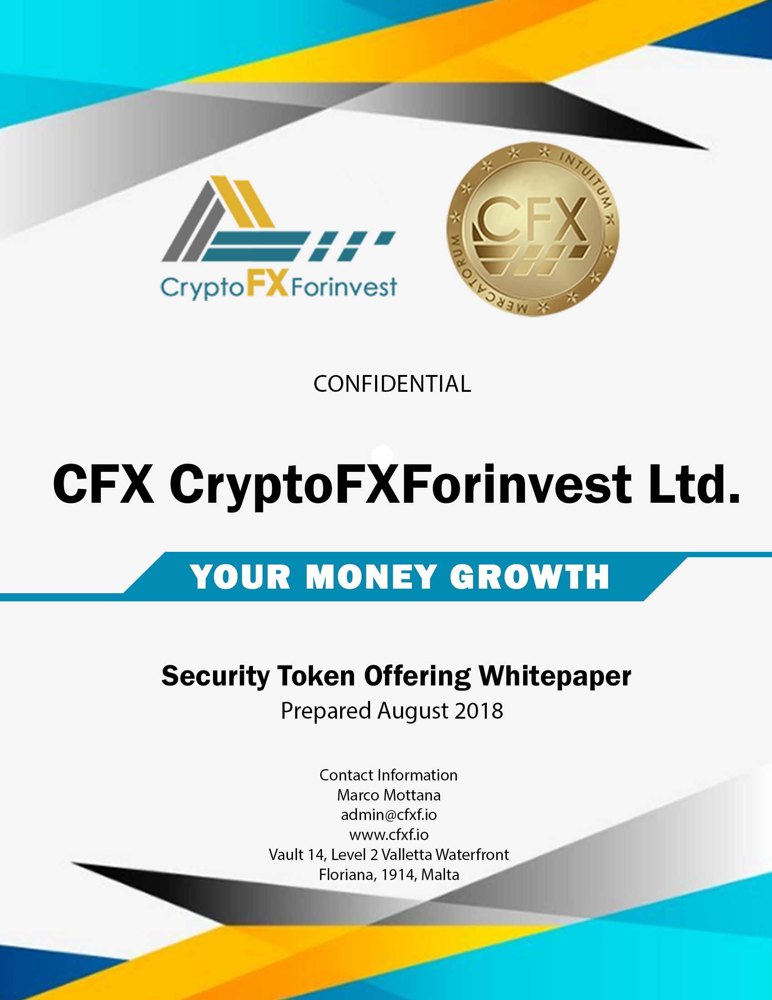 CryptoFXForinvest
INTUITUM
CFX
MERCATORUM
CONFIDENTIAL
CFX CryptoFXForinvest Ltd.
YOUR MONEY GROWTH
Security Token Offering Whitepaper
Prepared August 2018
Contact Information
Marco Mottana
admin@cfxf.io
www.cfxf.io
Vault 14, Level 2 Valletta Waterfront
Floriana, 1914, Malta